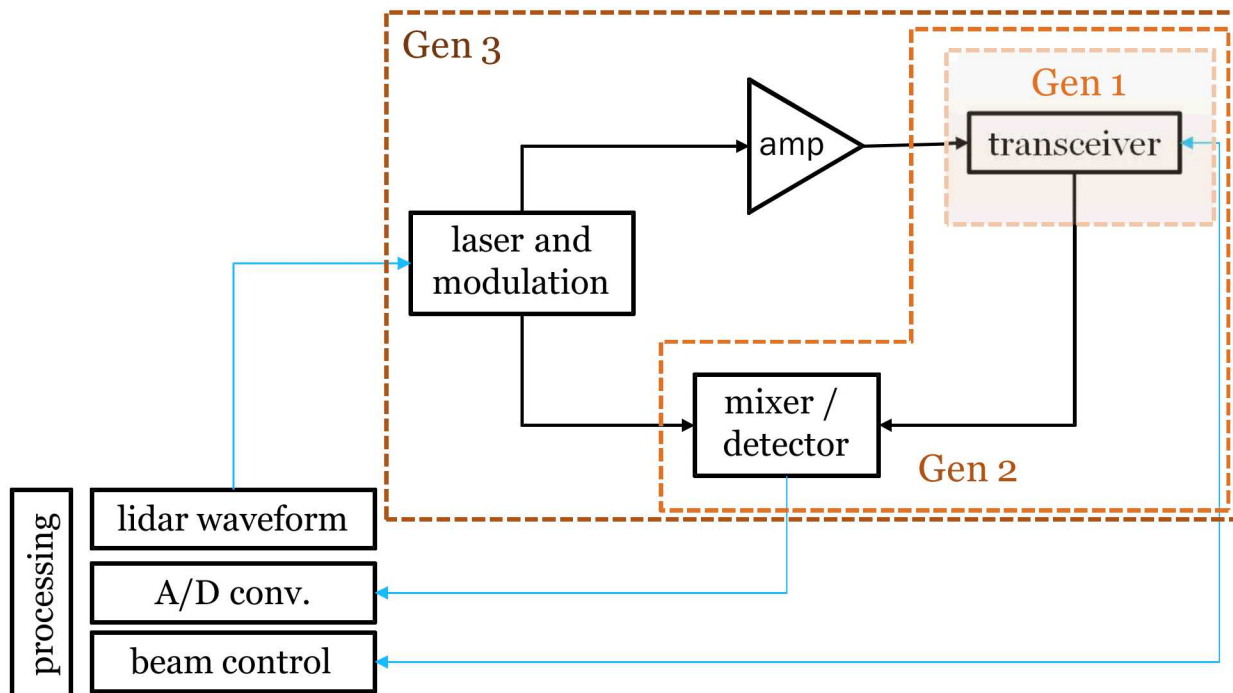 Gen 3
Gen 1
amp
transceiver
laser and
modulation
mixer /
detector
Gen 2
processing
lidar waveform
A/D conv.
beam control